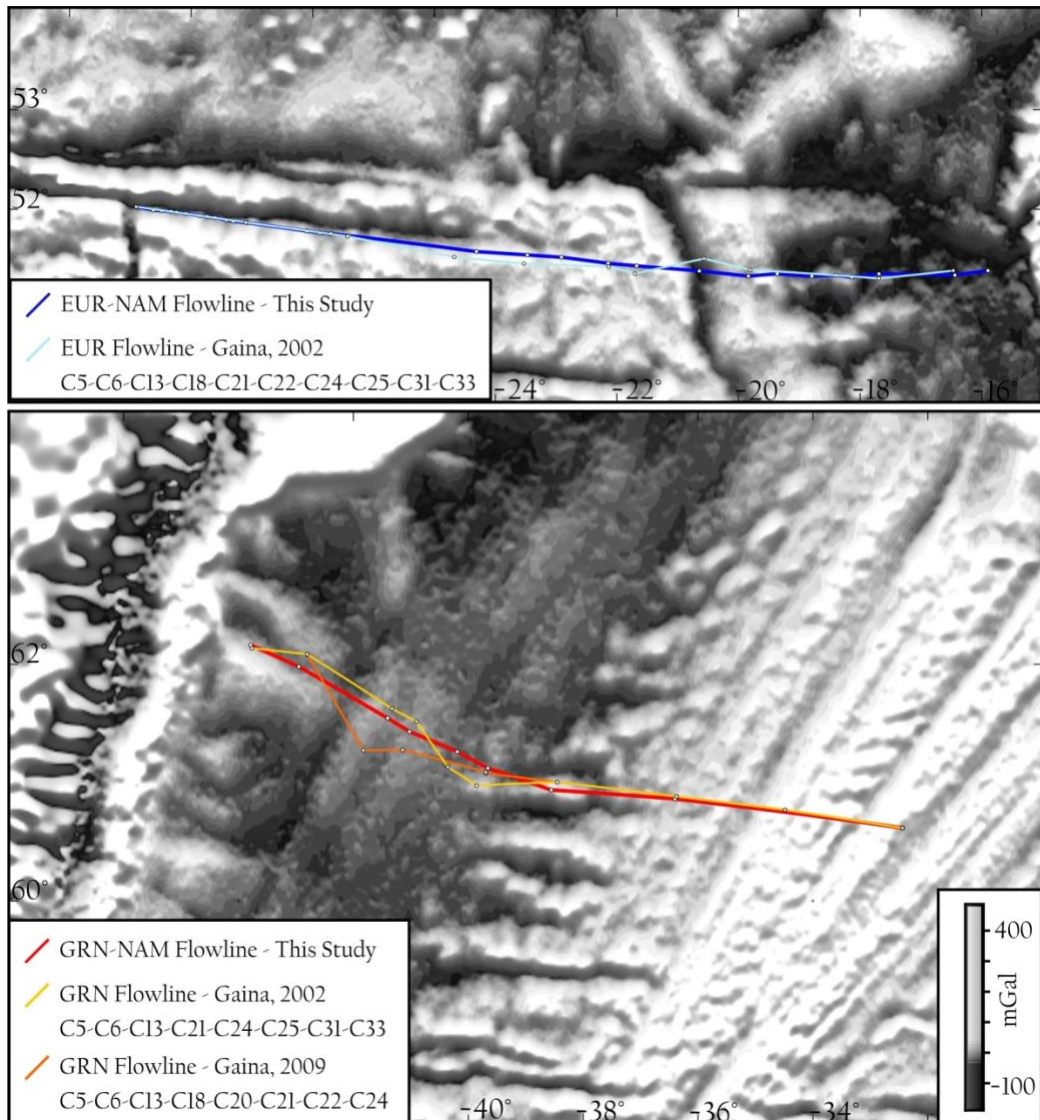 53°
52°
EUR-NAM Flowline - This Study
EUR Flowline - Gaina, 2002
C5-C6-C13-C18-C21-C22-C24-C25-C31-C33
-24° -22° -20° -18° -16°
62°
60°
GRN-NAM Flowline - This Study
GRN Flowline - Gaina, 2002
C5-C6-C13-C21-C24-C25-C31-C33
GRN Flowline - Gaina, 2009
C5-C6-C13-C18-C20-C21-C22-C24
-40° -38° -36° -34°
400
mGal
-100